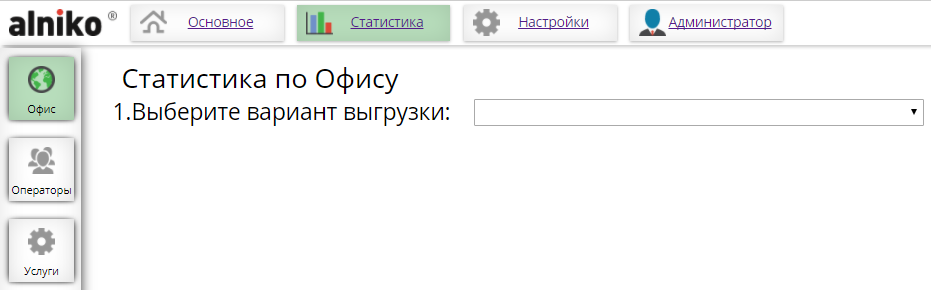 alniko ® Основное Статистика Настройки Администратор
Статистика по Офису
1.Выберите вариант выгрузки:
Офис
Операторы
Услуги